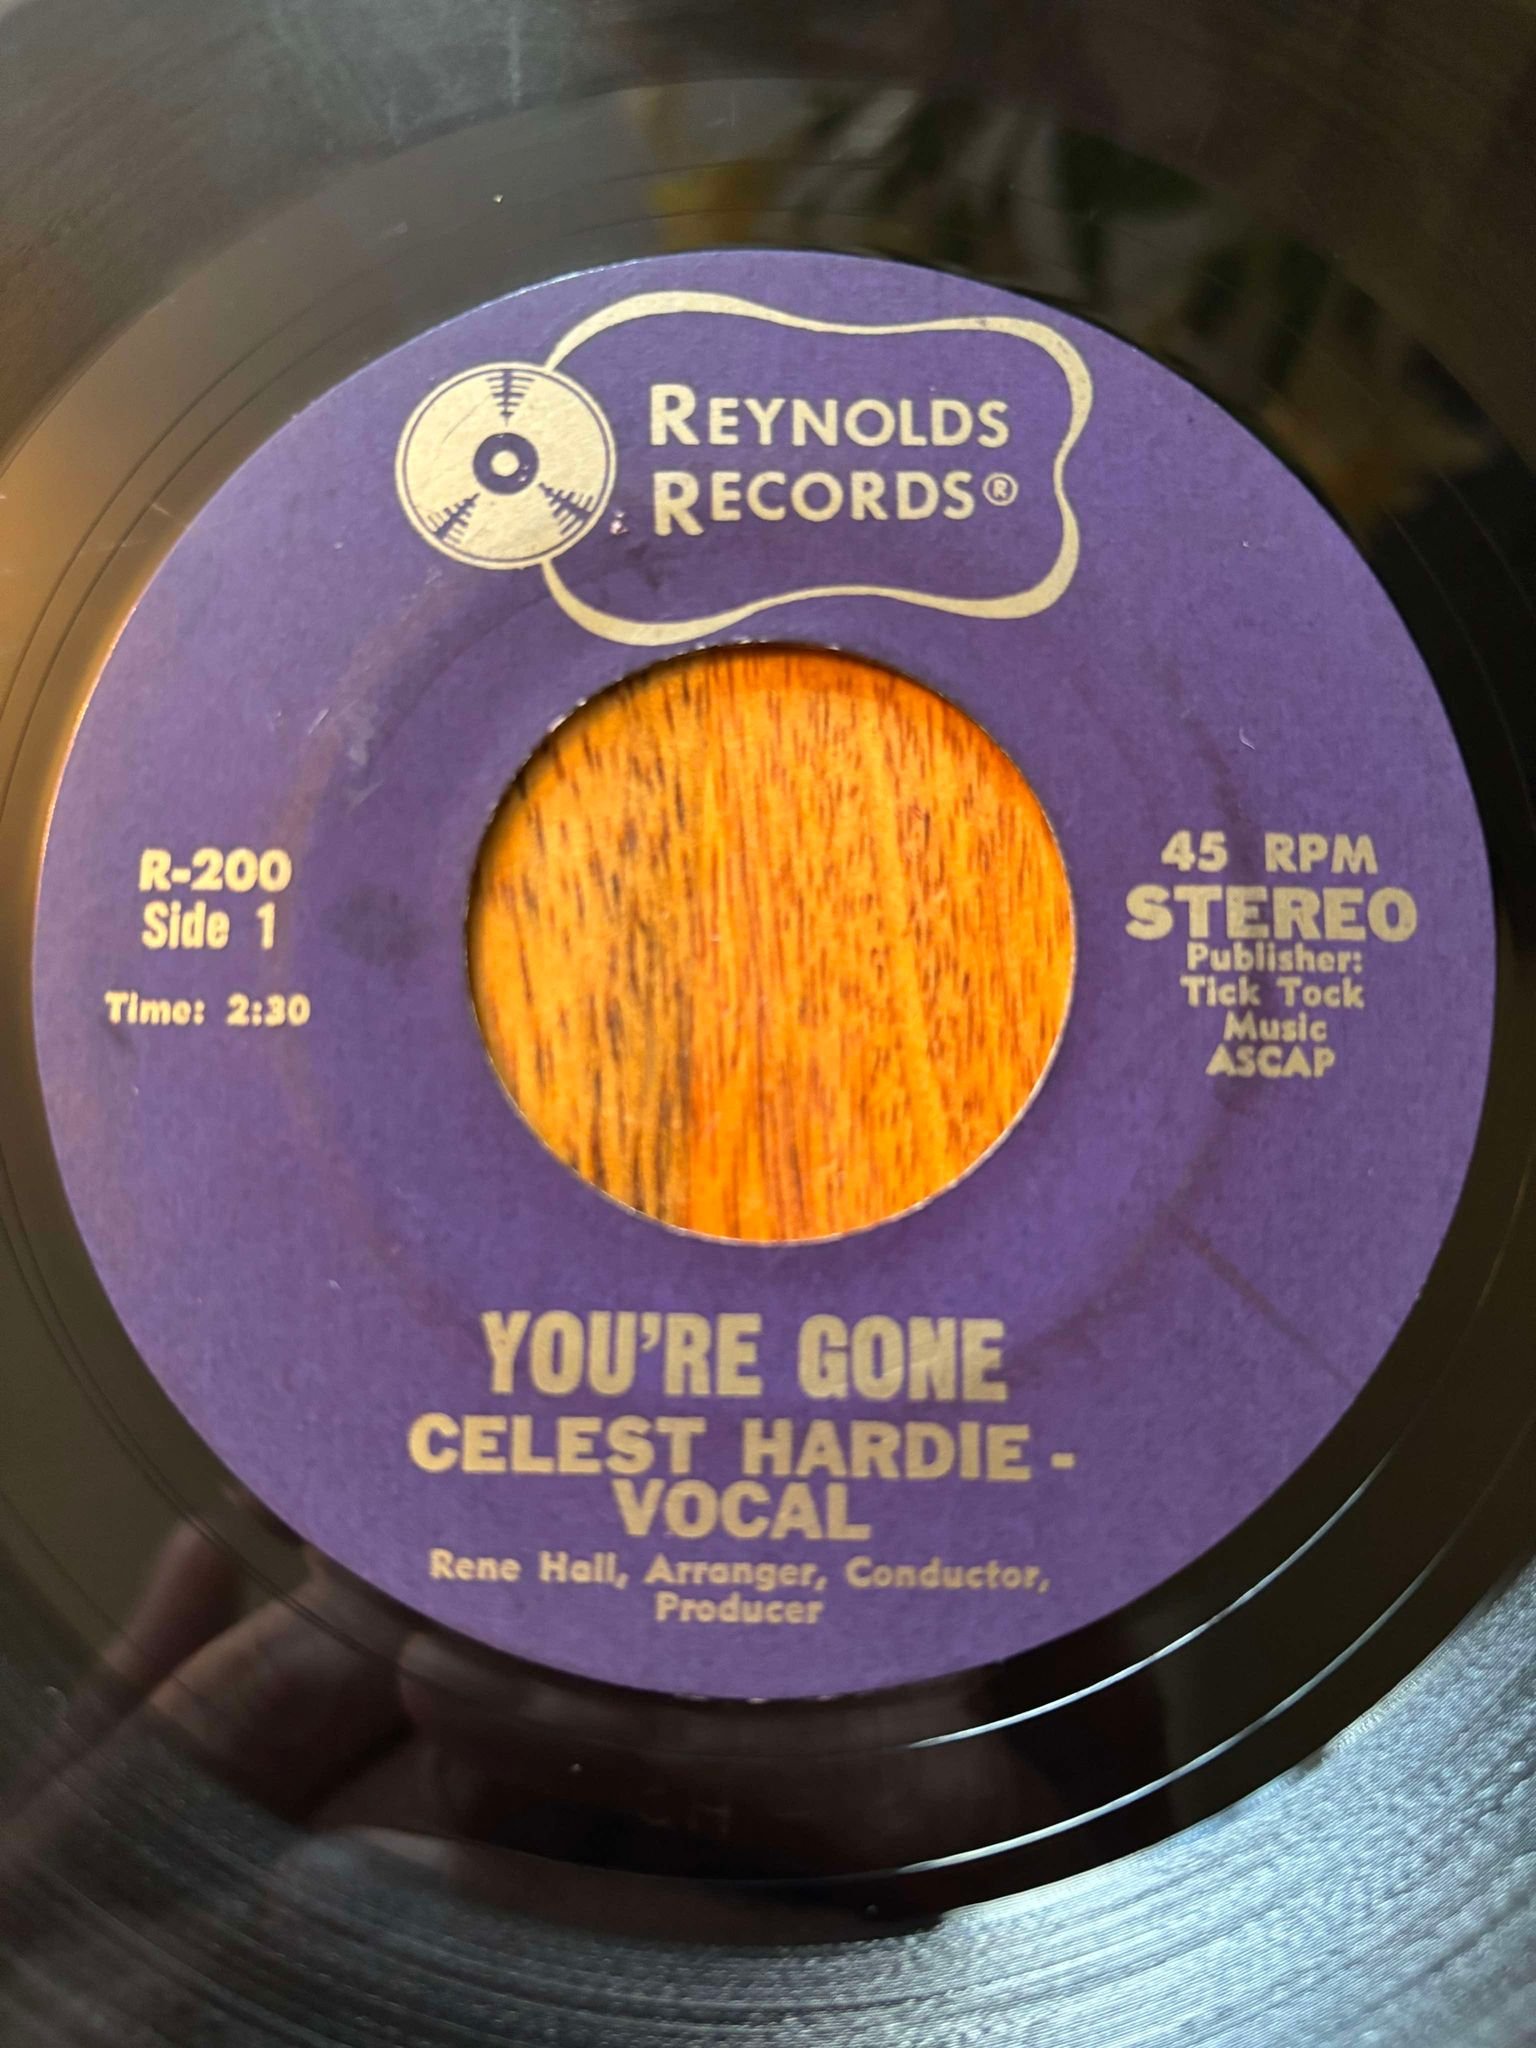 REYNOLDS
RECORDS®
R-200
Side 1
Time: 2:30
45 RPM
STEREO
Publisher:
Tick Tock
Music
ASCAP
YOU'RE GONE
CELEST HARDIE -
VOCAL
Rene Hall, Arranger, Conductor,
Producer